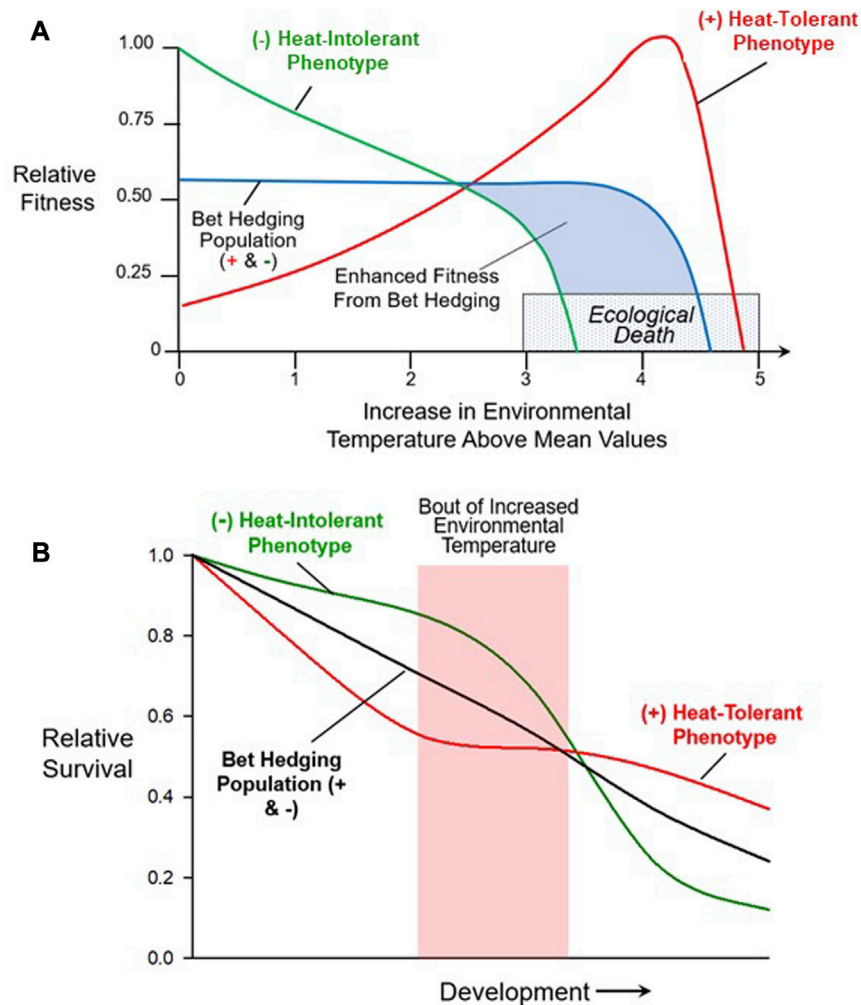 A
(-) Heat-Intolerant
Phenotype
(+) Heat-Tolerant
Phenotype
1.00
0.75
0.50
0.25
0
Relative
Fitness
Bet Hedging
Population
(+ & -)
Enhanced Fitness
From Bet Hedging
Ecological
Death
0 1 2 3 4 5
Increase in Environmental
Temperature Above Mean Values
B
(-) Heat-Intolerant
Phenotype
Bout of Increased
Environmental
Temperature
(+) Heat-Tolerant
Phenotype
1.0
0.8
0.6
0.4
0.2
0.0
Relative
Survival
Bet Hedging
Population (+
& -)
Development